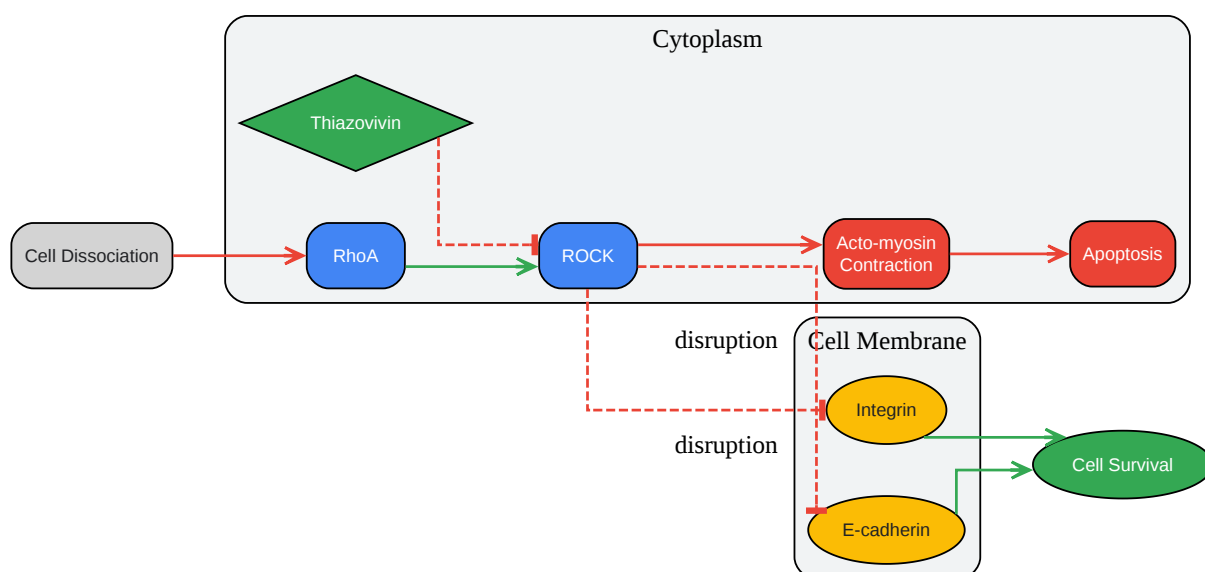 Cytoplasm
Thiazovivin
Cell Dissociation
RhoA
ROCK
Acto-myosin
Contraction
Apoptosis
disruption
Cell Membrane
Integrin
disruption
Cell Survival
E-cadherin